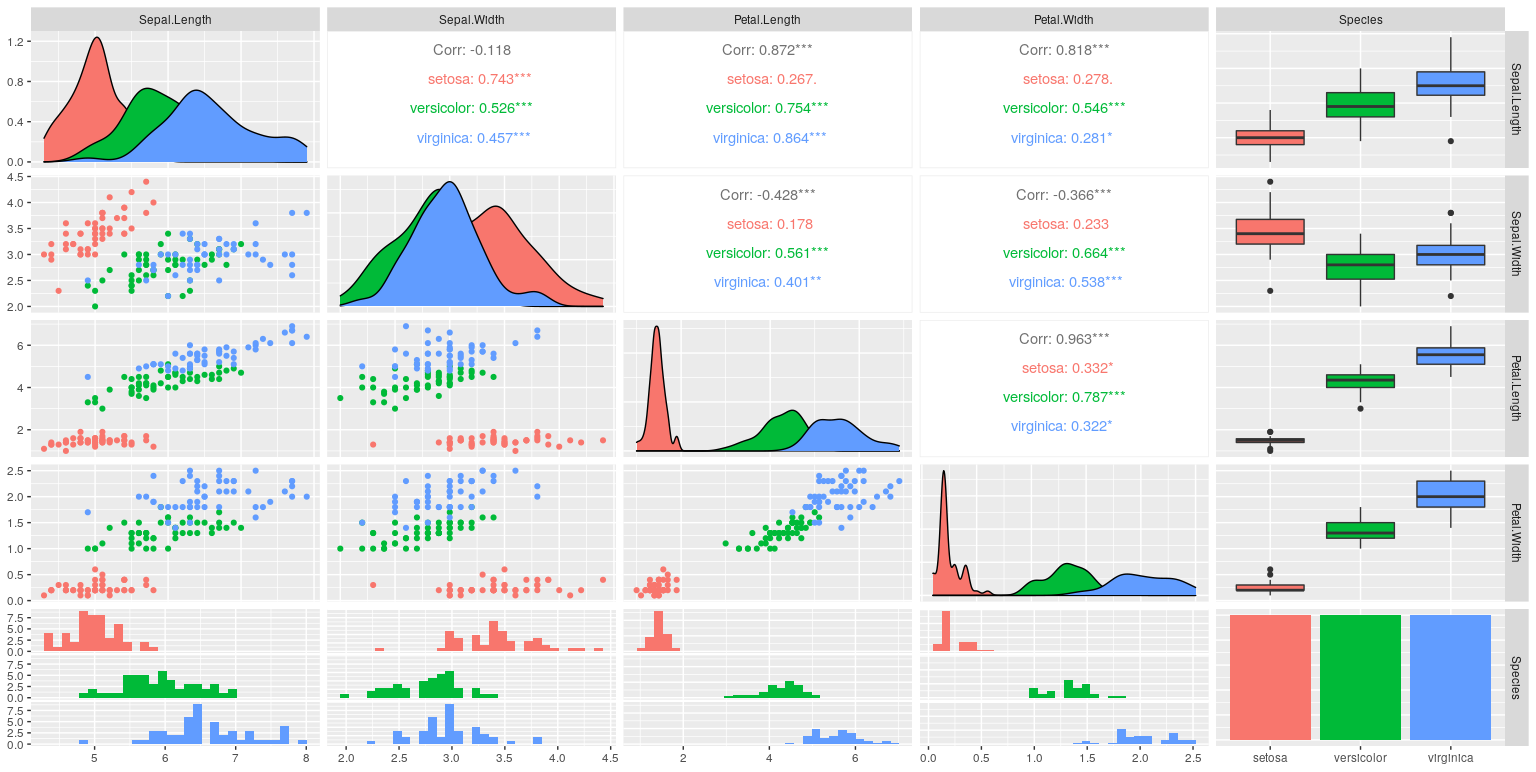 Sepal.Length Sepal.Width Petal.Length Petal.Width Species
1.2
0.8
0.4
0.0
Corr: -0.118
setosa: 0.743***
versicolor: 0.526***
virginica: 0.457***
Corr: 0.872***
setosa: 0.267.
versicolor: 0.754***
virginica: 0.864***
Corr: 0.818***
setosa: 0.278.
versicolor: 0.546***
virginica: 0.281*
Sepal.Length
4.5
4.0
3.5
3.0
2.5
2.0
Corr: -0.428***
setosa: 0.178
versicolor: 0.561***
virginica: 0.401**
Corr: -0.366***
setosa: 0.233
versicolor: 0.664***
virginica: 0.538***
Sepal.Width
6
4
2
Corr: 0.963***
setosa: 0.332*
versicolor: 0.787***
virginica: 0.322*
Petal.Length
2.5
2.0
1.5
1.0
0.5
0.0
Petal.Width
7.5
5.0
2.5
0.0
7.5
5.0
2.5
0.0
7.5
5.0
2.5
0.0
Species
5 6 7 8
2.0 2.5 3.0 3.5 4.0 4.5
2 4 6
0.0 0.5 1.0 1.5 2.0 2.5
setosa versicolor virginica